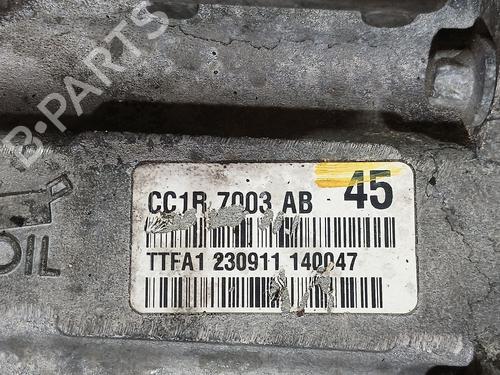 B-PARTS
CC1R 7003 AB 45
TTFA1 230911 140047
OIL